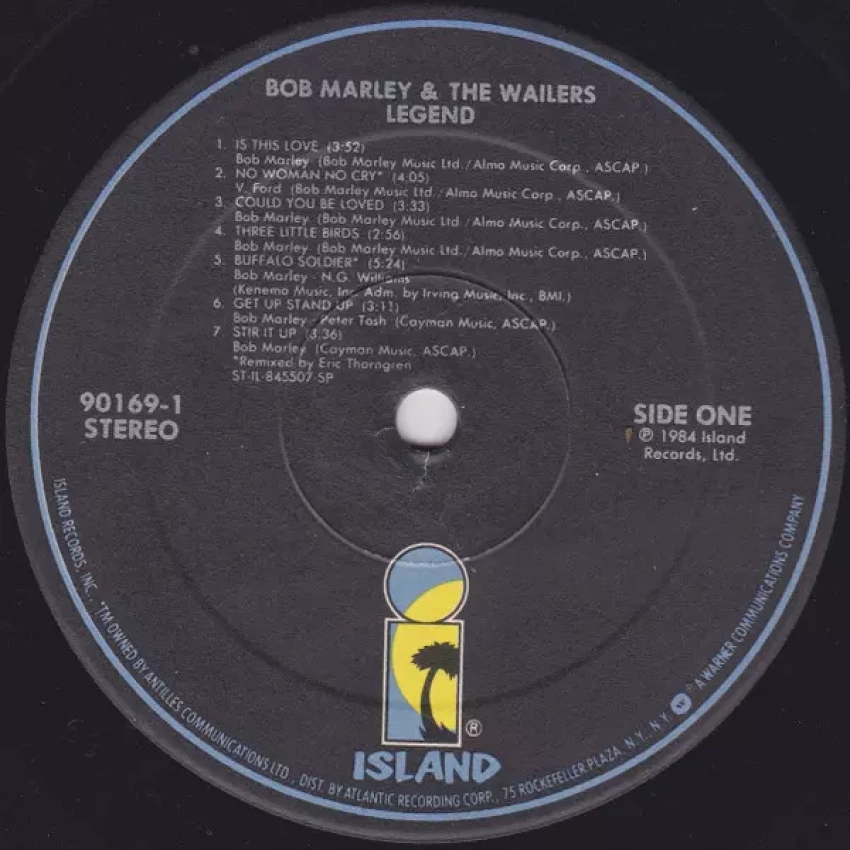 BOB MARLEY & THE WAILERS
LEGEND
1. IS THIS LOVE (3:52)
Bob Marley (Bob Marley Music Ltd./Almo Music Corp., ASCAP.)
2. NO WOMAN NO CRY* (4:05)
V. Ford (Bob Marley Music Ltd./Almo Music Corp., ASCAP.)
3. COULD YOU BE LOVED (3:33)
Bob Marley (Bob Marley Music Ltd./Almo Music Corp., ASCAP.)
4. THREE LITTLE BIRDS (2:56)
Bob Marley (Bob Marley Music Ltd./Almo Music Corp., ASCAP.)
5. BUFFALO SOLDIER* (5:24)
Bob Marley - N.G. Williams
(Kenemo Music, Inc. Adm. by Irving Music, Inc., BMI.)
6. GET UP STAND UP (3:11)
Bob Marley - Peter Tosh (Cayman Music, ASCAP.)
7. STIR IT UP (3:36)
Bob Marley (Cayman Music, ASCAP.)
*Remixed by Eric Thorngren
ST-IL-845507-SP
90169-1
STEREO
SIDE ONE
℗ 1984 Island
Records, Ltd.
®
ISLAND
ISLAND RECORDS, INC., *TM OWNED BY ANTILLES COMMUNICATIONS LTD., DIST. BY ATLANTIC RECORDING CORP., 75 ROCKEFELLER PLAZA, N.Y., N.Y. A WARNER COMMUNICATIONS COMPANY